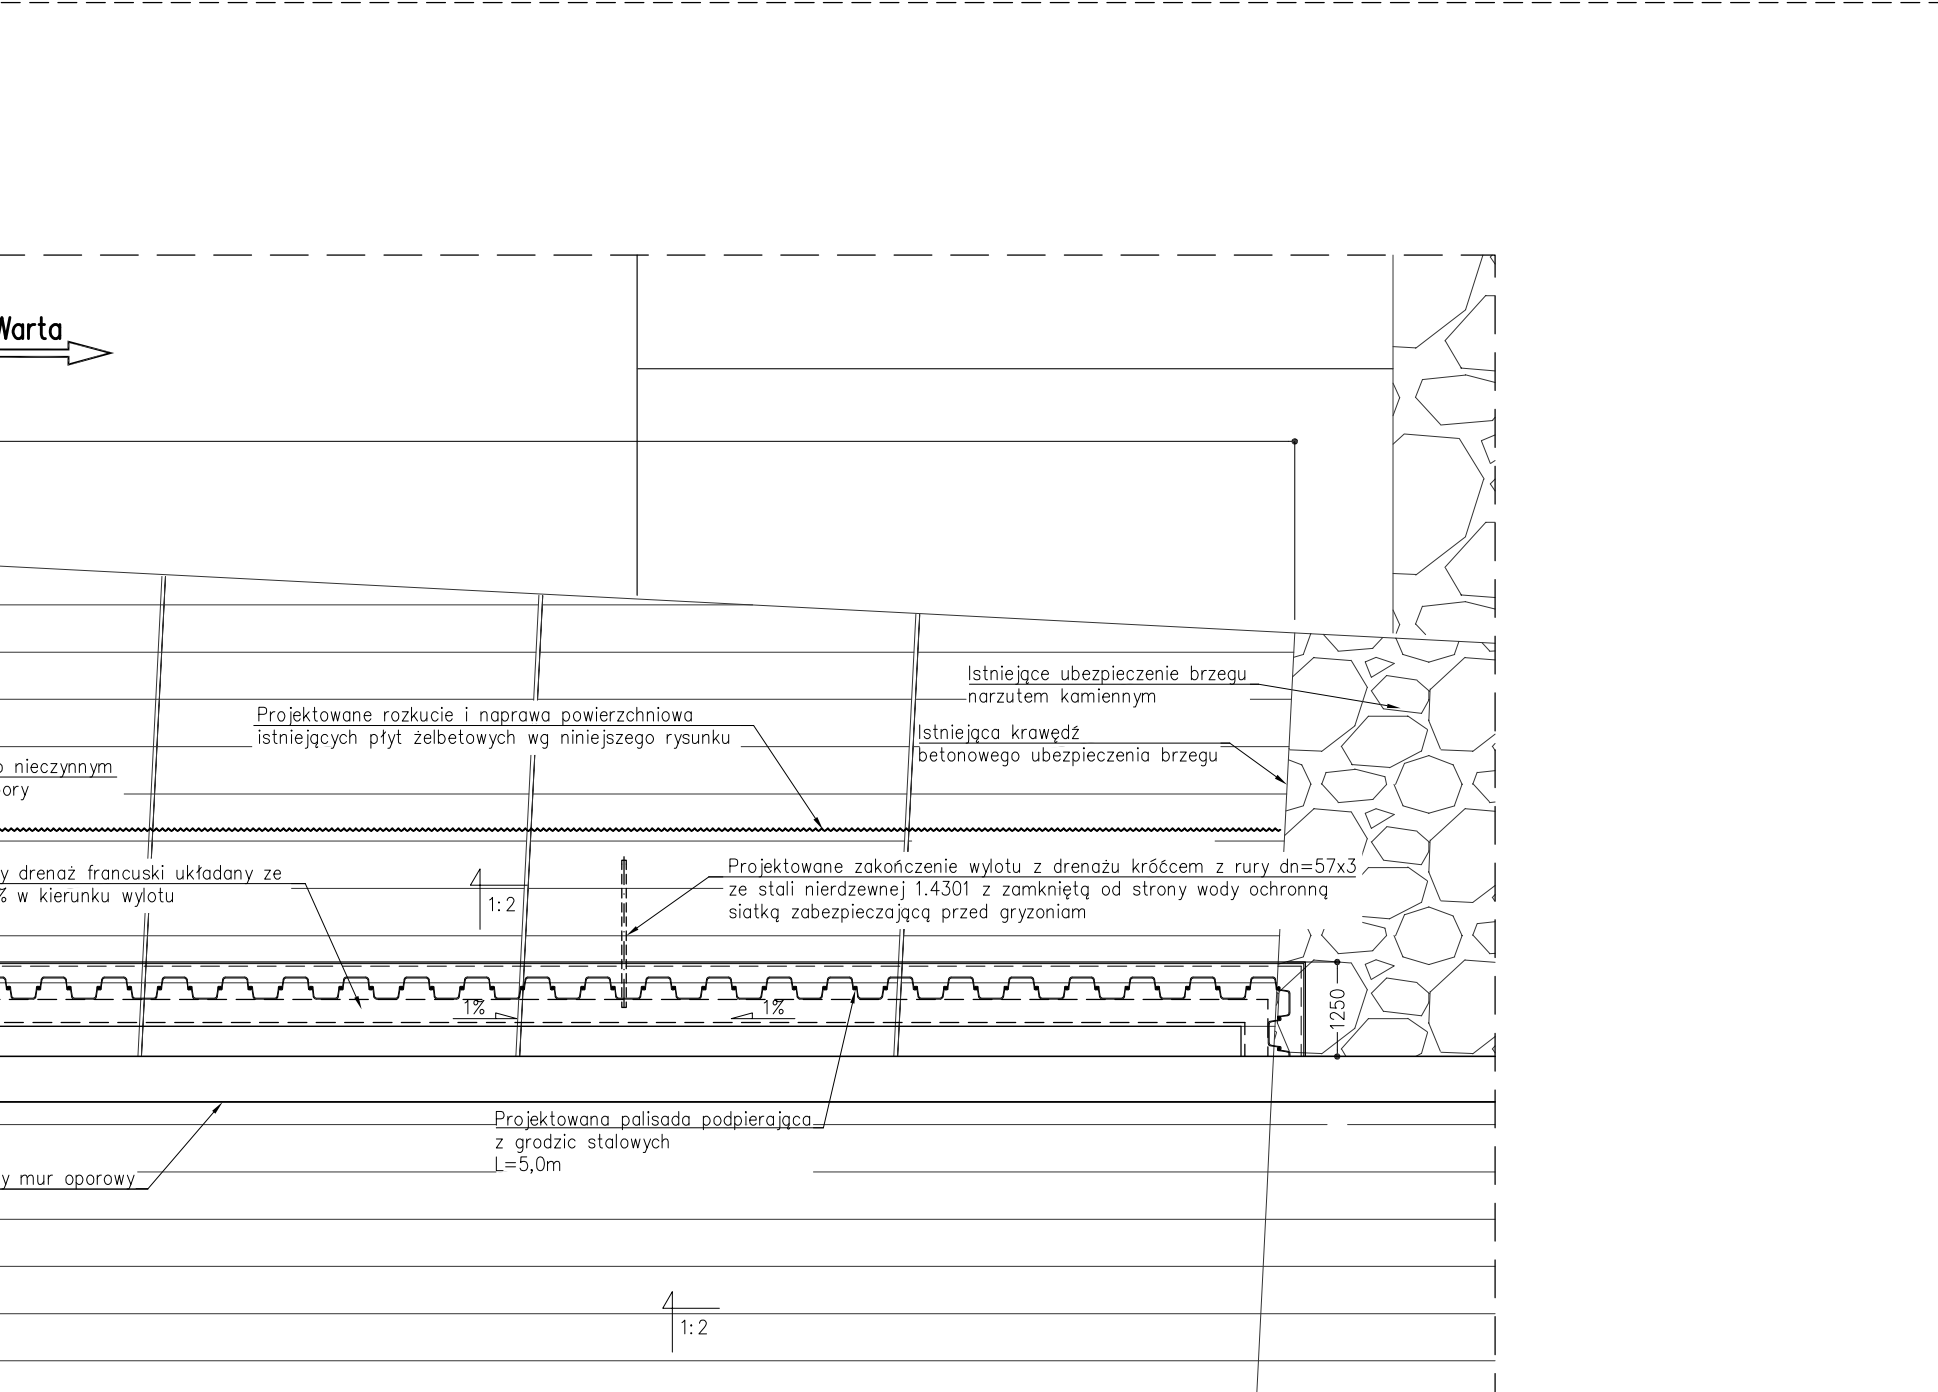 Warta
Istniejące ubezpieczenie brzegu
narzutem kamiennym
Projektowane rozkucie i naprawa powierzchniowa
istniejących płyt żelbetowych wg niniejszego rysunku
Istniejąca krawędź
betonowego ubezpieczenia brzegu
o nieczynnym
ory
y drenaż francuski układany ze
% w kierunku wylotu
1:2
Projektowane zakończenie wylotu z drenażu króćcem z rury dn=57x3
ze stali nierdzewnej 1.4301 z zamkniętą od strony wody ochronną
siatką zabezpieczającą przed gryzoniam
1%
1%
1250
Projektowana palisada podpierająca
z grodzic stalowych
L=5,0m
y mur oporowy
1:2